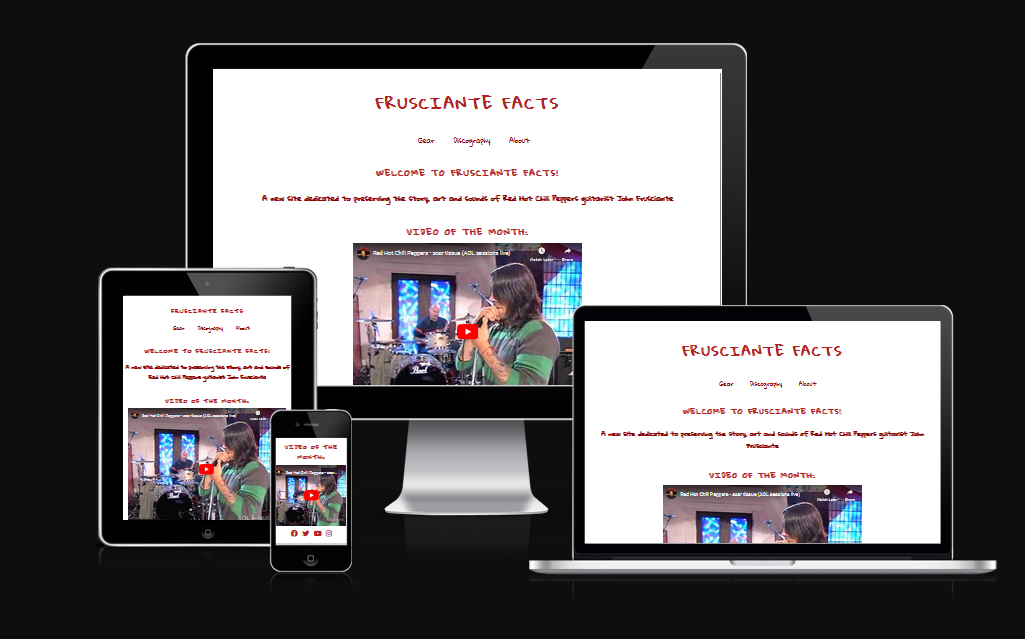 FRUSCIANTE FACTS
Gear Discography About
WELCOME TO FRUSCIANTE FACTS!
A new site dedicated to preserving the story, art and sounds of Red Hot Chili Peppers guitarist John Frusciante
VIDEO OF THE MONTH:
Red Hot Chili Peppers - scar tissue (AOL sessions live)
Watch Later Share
FRUSCIANTE FACTS
Gear Discography About
WELCOME TO FRUSCIANTE FACTS!
A new site dedicated to preserving the story, art and sounds of
Red Hot Chili Peppers guitarist John Frusciante
VIDEO OF THE MONTH:
Red Hot Chili Peppers - scar tissue (AOL sessions live)
Pearl
VIDEO OF THE
MONTH:
Red Hot Chili Peppers - scar...
FRUSCIANTE FACTS
Gear Discography About
WELCOME TO FRUSCIANTE FACTS!
A new site dedicated to preserving the story, art and sounds of Red Hot Chili Peppers guitarist John
Frusciante
VIDEO OF THE MONTH:
Red Hot Chili Peppers - scar tissue (AOL sessions live)
Watch Later Share